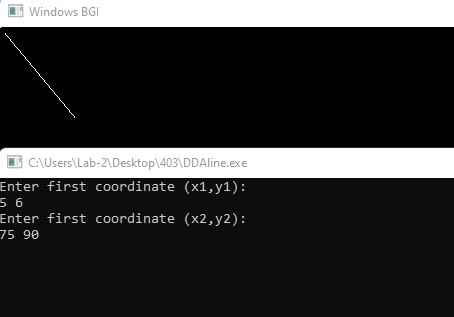 Windows BGI
C:\Users\Lab-2\Desktop\403\DDAline.exe
Enter first coordinate (x1,y1):
5 6
Enter first coordinate (x2,y2):
75 90